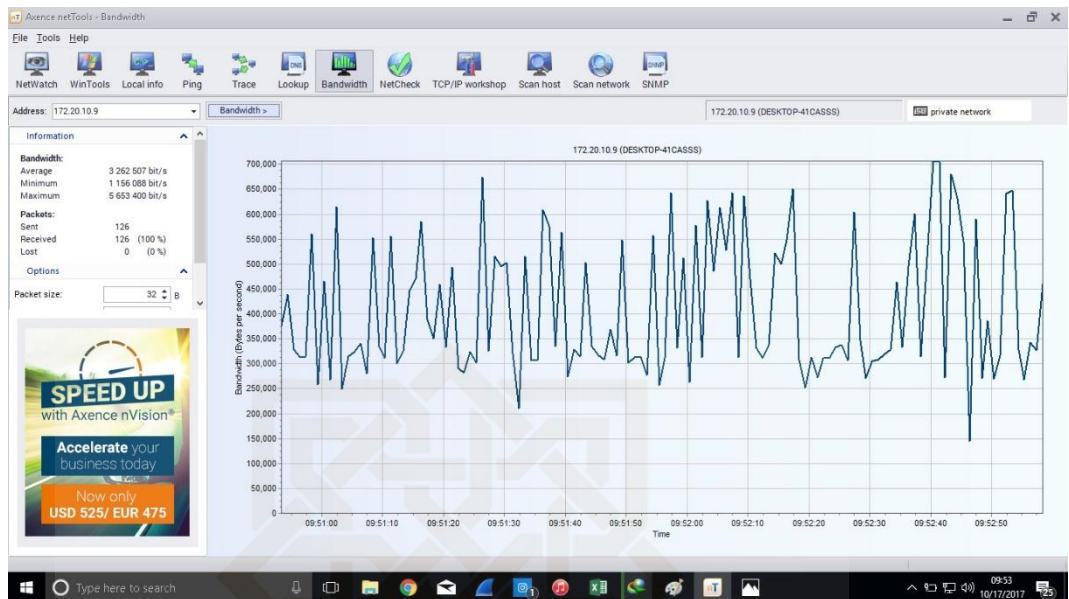 nT Axence netTools - Bandwidth
File Tools Help
NetWatch WinTools Local info Ping Trace Lookup Bandwidth NetCheck TCP/IP workshop Scan host Scan network SNMP
Address: 172.20.10.9 Bandwidth > 172.20.10.9 (DESKTOP-41CASSS) private network
Information
Bandwidth:
Average 3 262 507 bit/s
Minimum 1 156 088 bit/s
Maximum 5 653 400 bit/s
Packets:
Sent 126
Received 126 (100 %)
Lost 0 (0 %)
Options
Packet size: 32 B
SPEED UP
with Axence nVision®
Accelerate your
business today
Now only
USD 525/ EUR 475
172.20.10.9 (DESKTOP-41CASSS)
Bandwidth (Bytes per second)
700,000
650,000
600,000
550,000
500,000
450,000
400,000
350,000
300,000
250,000
200,000
150,000
100,000
50,000
0
09:51:00 09:51:10 09:51:20 09:51:30 09:51:40 09:51:50 09:52:00 09:52:10 09:52:20 09:52:30 09:52:40 09:52:50
Time
Type here to search
09:53
10/17/2017
25